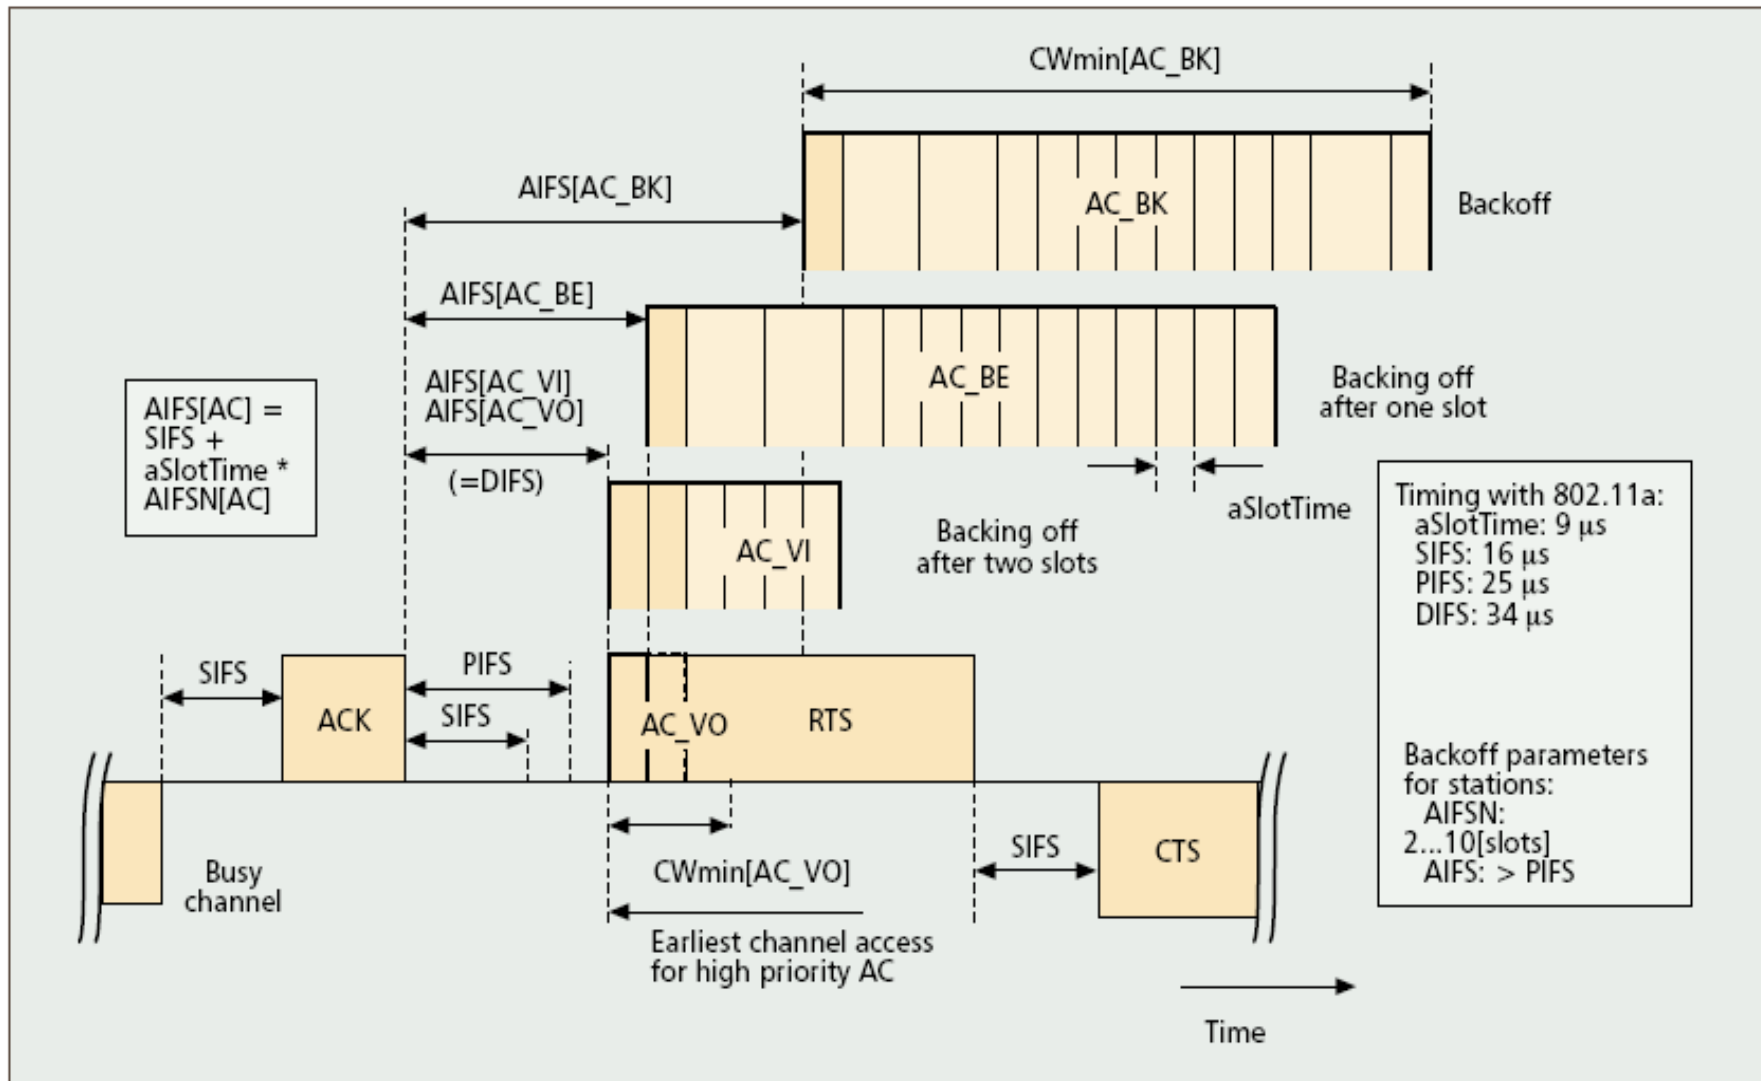 CWmin[AC_BK]
AIFS[AC_BK]
AC_BK
Backoff
AIFS[AC_BE]
AIFS[AC_VI]
AIFS[AC_VO]
(=DIFS)
AC_BE
Backing off
after one slot
AIFS[AC] =
SIFS +
aSlotTime *
AIFSN[AC]
aSlotTime
AC_VI
Backing off
after two slots
Timing with 802.11a:
aSlotTime: 9 μs
SIFS: 16 μs
PIFS: 25 μs
DIFS: 34 μs
Backoff parameters
for stations:
AIFSN:
2...10[slots]
AIFS: > PIFS
SIFS
ACK
PIFS
SIFS
AC_VO
RTS
Busy
channel
CWmin[AC_VO]
SIFS
CTS
Earliest channel access
for high priority AC
Time